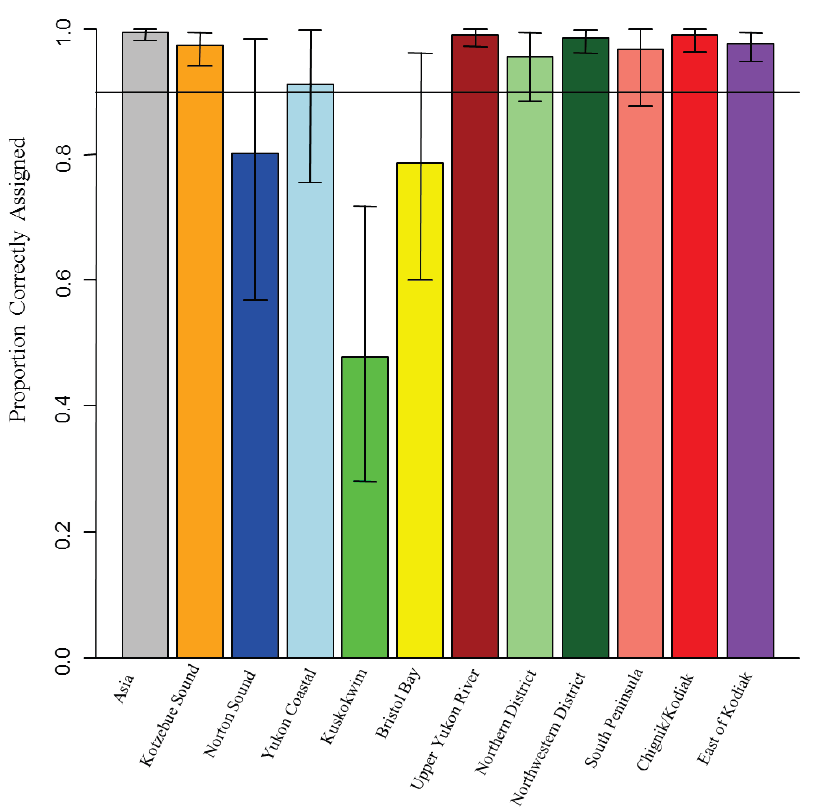 Proportion Correctly Assigned
1.0
0.8
0.6
0.4
0.2
0.0
Asia
Kotzebue Sound
Norton Sound
Yukon Coastal
Kuskokwim
Bristol Bay
Upper Yukon River
Northern District
Northwestern District
South Peninsula
Chignik/Kodiak
East of Kodiak